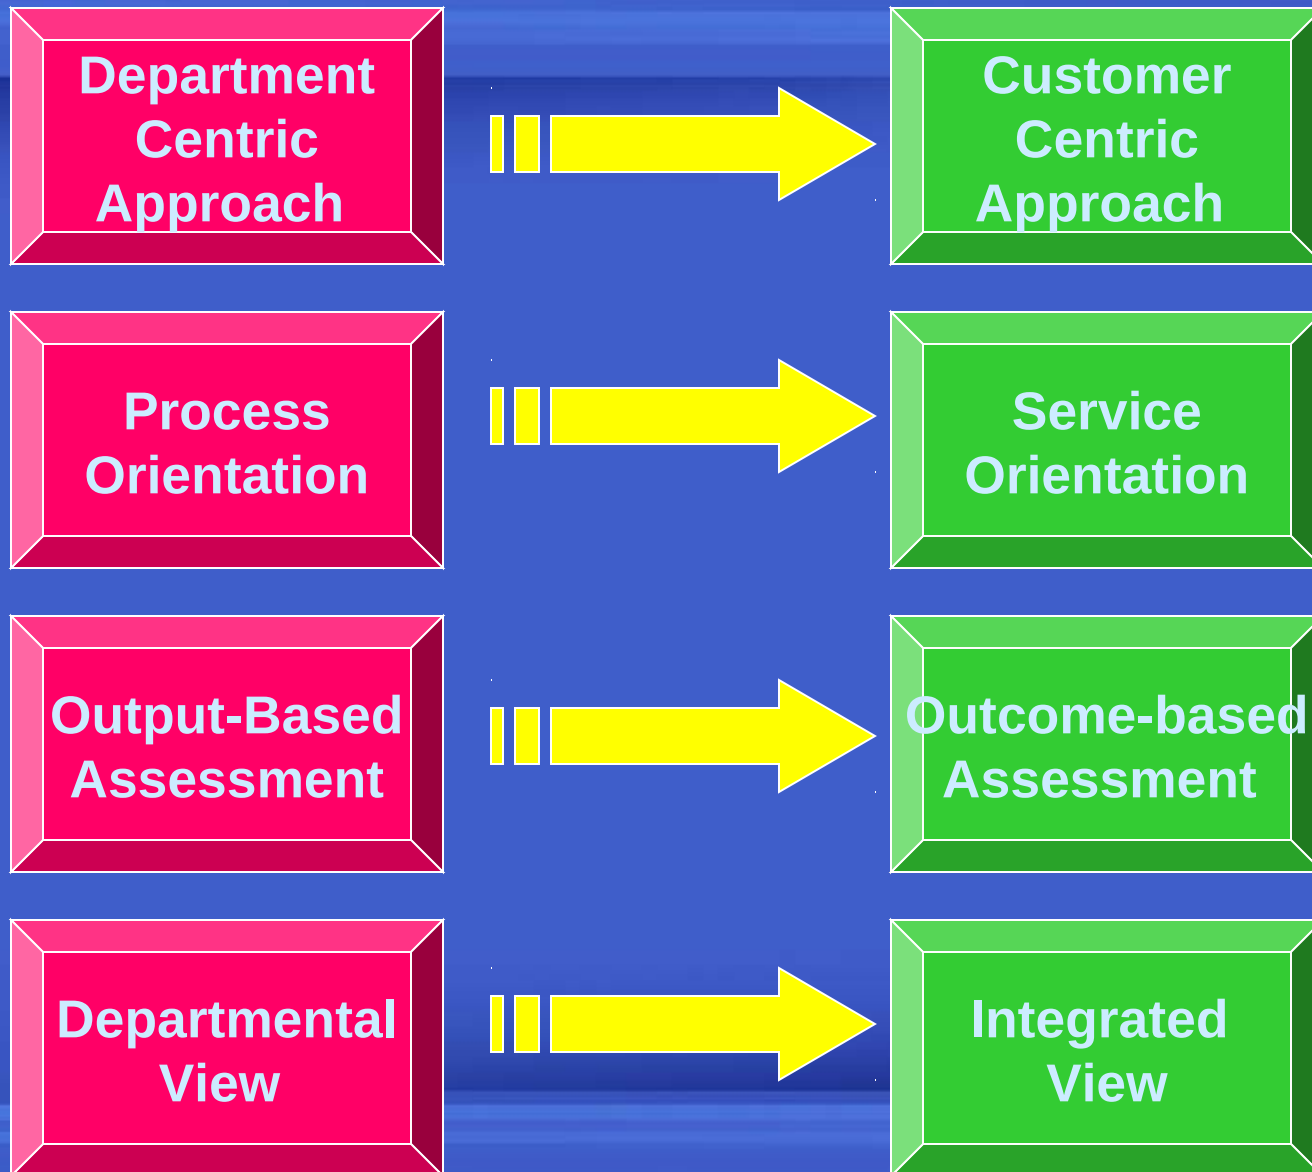 Department
Centric
Approach
Customer
Centric
Approach
Process
Orientation
Service
Orientation
Output-Based
Assessment
Outcome-based
Assessment
Departmental
View
Integrated
View